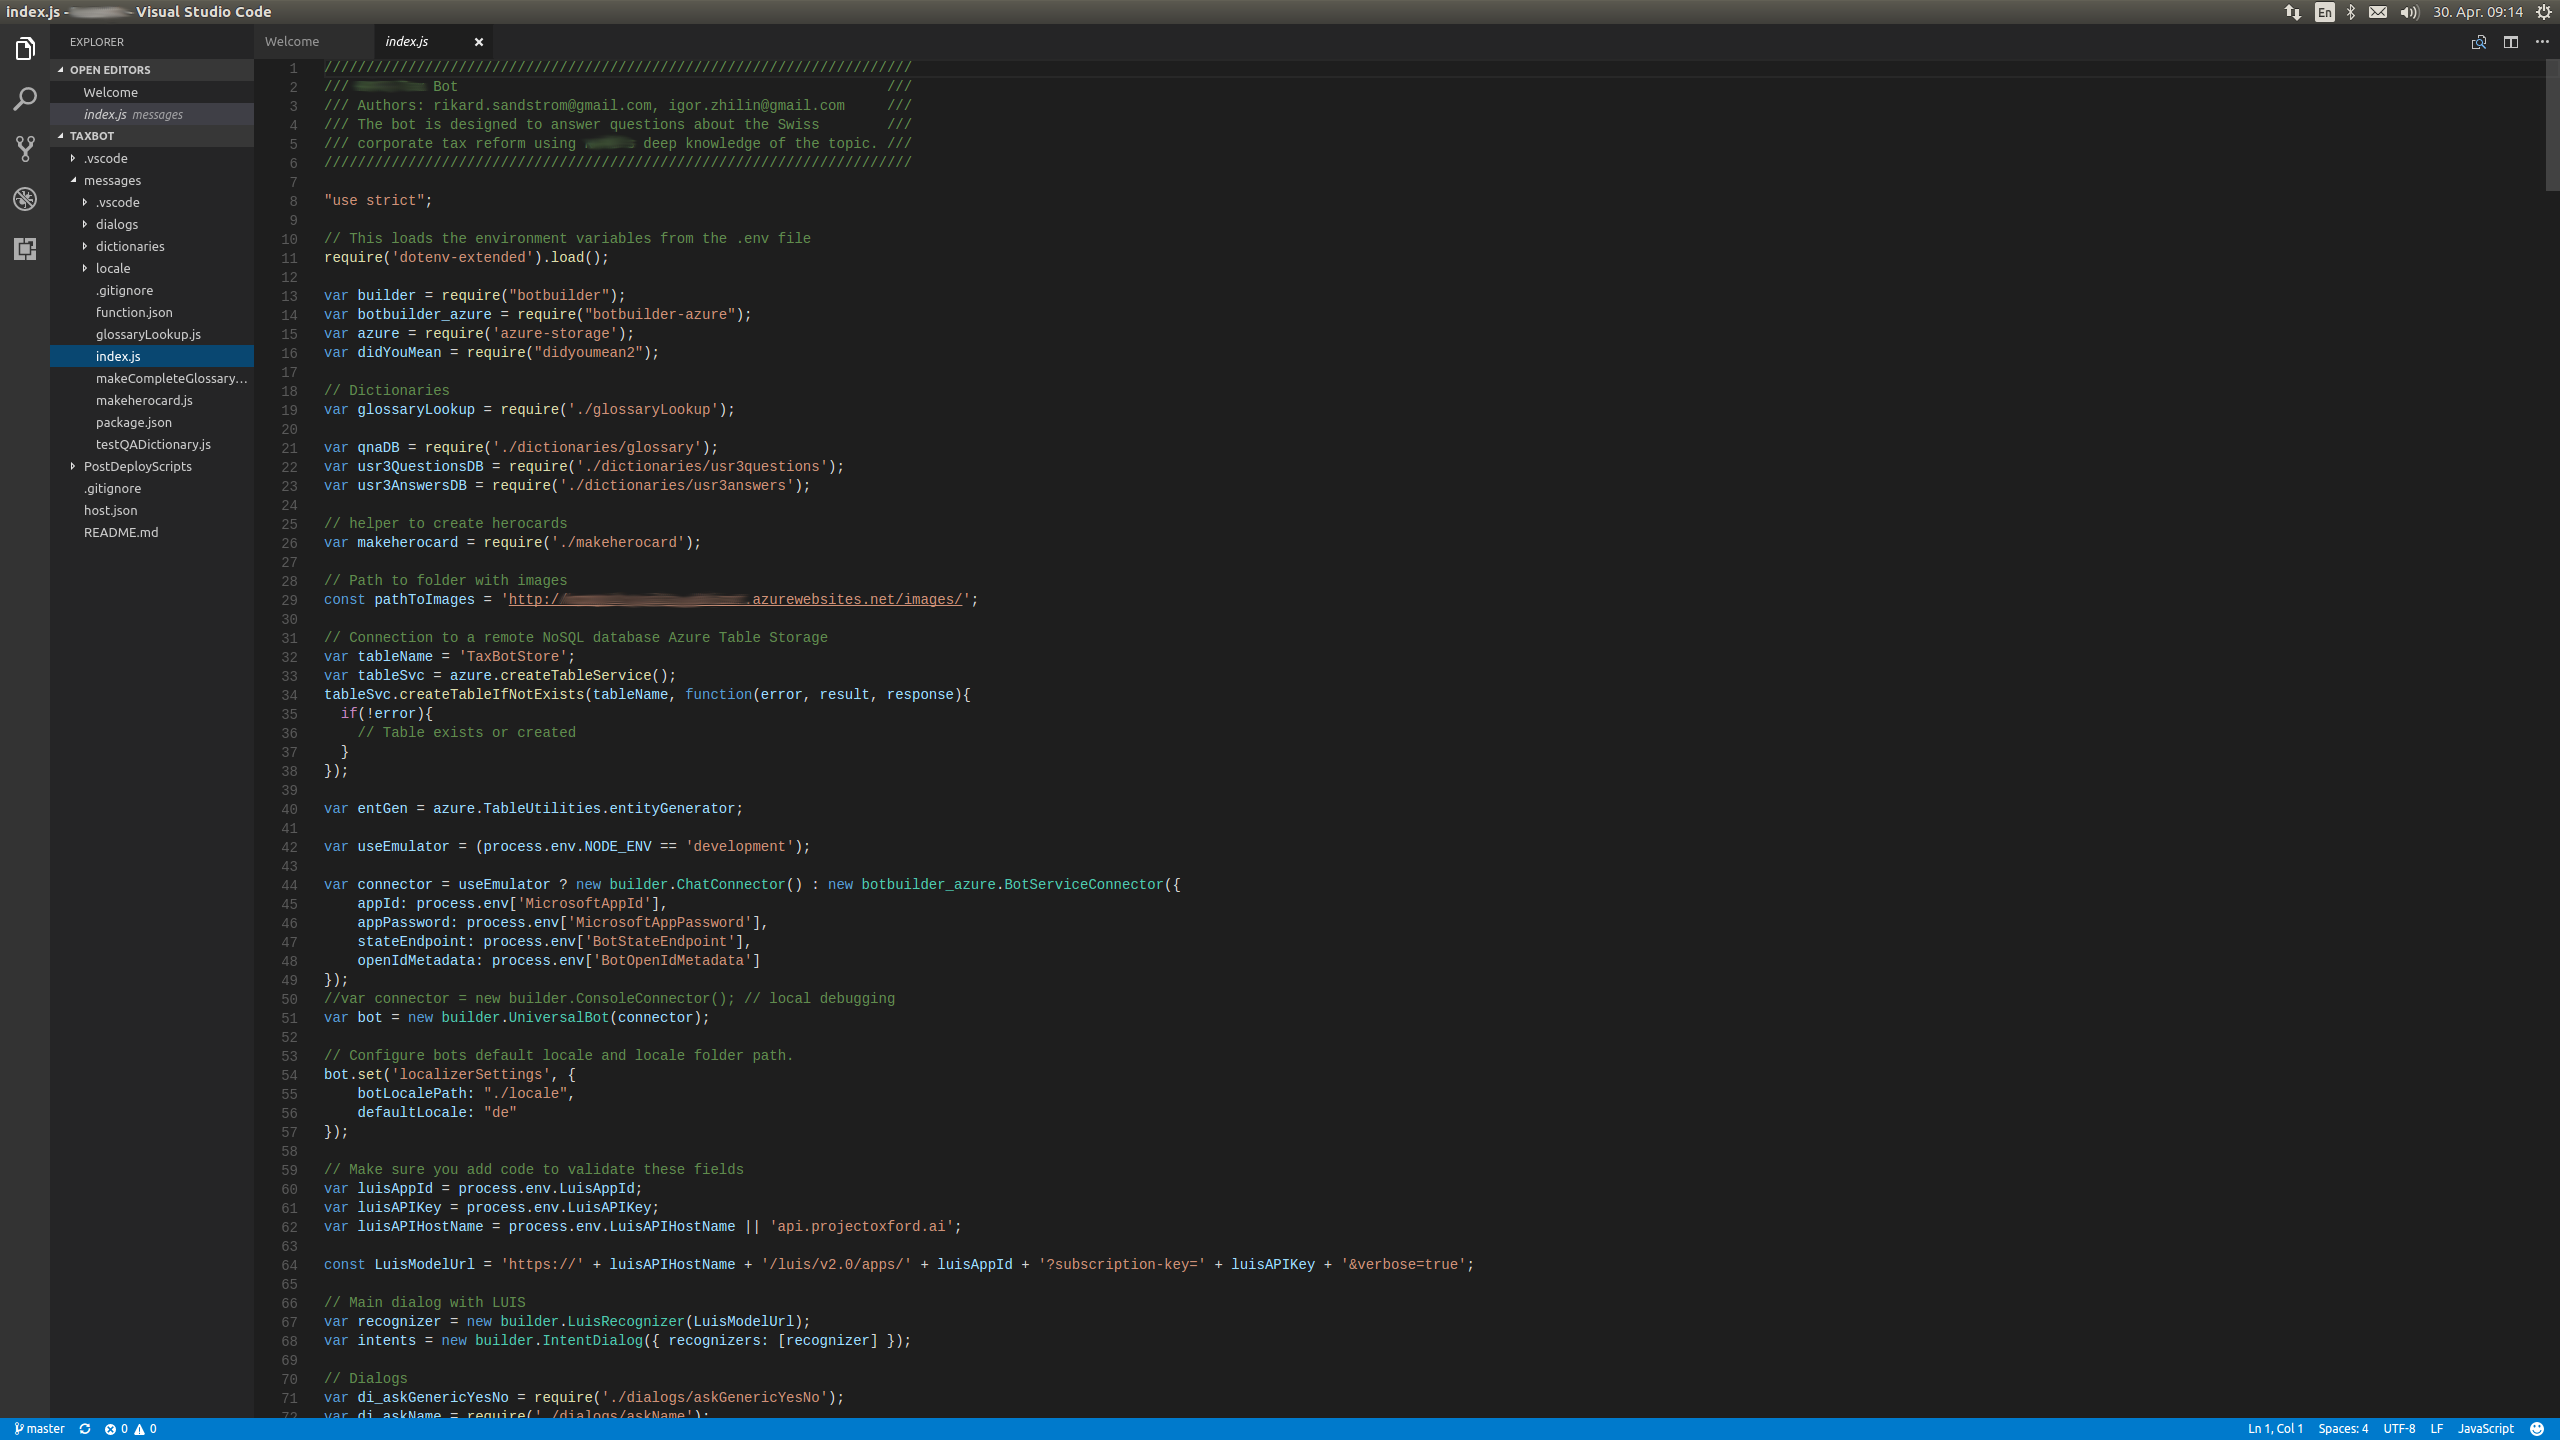 index.js - - Visual Studio Code
En 30. Apr. 09:14
EXPLORER
OPEN EDITORS
Welcome
index.js messages
TAXBOT
.vscode
messages
.vscode
dialogs
dictionaries
locale
.gitignore
function.json
glossaryLookup.js
index.js
makeCompleteGlossary...
makeherocard.js
package.json
testQADictionary.js
PostDeployScripts
.gitignore
host.json
README.md
Welcome index.js
1 //////////////////////////////////////////////////////////////////////
2 /// Bot ///
3 /// Authors: rikard.sandstrom@gmail.com, igor.zhilin@gmail.com ///
4 /// The bot is designed to answer questions about the Swiss ///
5 /// corporate tax reform using deep knowledge of the topic. ///
6 //////////////////////////////////////////////////////////////////////
7
8 "use strict";
9
10 // This loads the environment variables from the .env file
11 require('dotenv-extended').load();
12
13 var builder = require("botbuilder");
14 var botbuilder_azure = require("botbuilder-azure");
15 var azure = require('azure-storage');
16 var didYouMean = require("didyoumean2");
17
18 // Dictionaries
19 var glossaryLookup = require('./glossaryLookup');
20
21 var qnaDB = require('./dictionaries/glossary');
22 var usr3QuestionsDB = require('./dictionaries/usr3questions');
23 var usr3AnswersDB = require('./dictionaries/usr3answers');
24
25 // helper to create herocards
26 var makeherocard = require('./makeherocard');
27
28 // Path to folder with images
29 const pathToImages = 'http:// .azurewebsites.net/images/';
30
31 // Connection to a remote NoSQL database Azure Table Storage
32 var tableName = 'TaxBotStore';
33 var tableSvc = azure.createTableService();
34 tableSvc.createTableIfNotExists(tableName, function(error, result, response){
35 if(!error){
36 // Table exists or created
37 }
38 });
39
40 var entGen = azure.TableUtilities.entityGenerator;
41
42 var useEmulator = (process.env.NODE_ENV == 'development');
43
44 var connector = useEmulator ? new builder.ChatConnector() : new botbuilder_azure.BotServiceConnector({
45 appId: process.env['MicrosoftAppId'],
46 appPassword: process.env['MicrosoftAppPassword'],
47 stateEndpoint: process.env['BotStateEndpoint'],
48 openIdMetadata: process.env['BotOpenIdMetadata']
49 });
50 //var connector = new builder.ConsoleConnector(); // local debugging
51 var bot = new builder.UniversalBot(connector);
52
53 // Configure bots default locale and locale folder path.
54 bot.set('localizerSettings', {
55 botLocalePath: "./locale",
56 defaultLocale: "de"
57 });
58
59 // Make sure you add code to validate these fields
60 var luisAppId = process.env.LuisAppId;
61 var luisAPIKey = process.env.LuisAPIKey;
62 var luisAPIHostName = process.env.LuisAPIHostName || 'api.projectoxford.ai';
63
64 const LuisModelUrl = 'https://' + luisAPIHostName + '/luis/v2.0/apps/' + luisAppId + '?subscription-key=' + luisAPIKey + '&verbose=true';
65
66 // Main dialog with LUIS
67 var recognizer = new builder.LuisRecognizer(LuisModelUrl);
68 var intents = new builder.IntentDialog({ recognizers: [recognizer] });
69
70 // Dialogs
71 var di_askGenericYesNo = require('./dialogs/askGenericYesNo');
72 var di_askName = require('./dialogs/askName');
master 0 0 Ln 1, Col 1 Spaces: 4 UTF-8 LF JavaScript